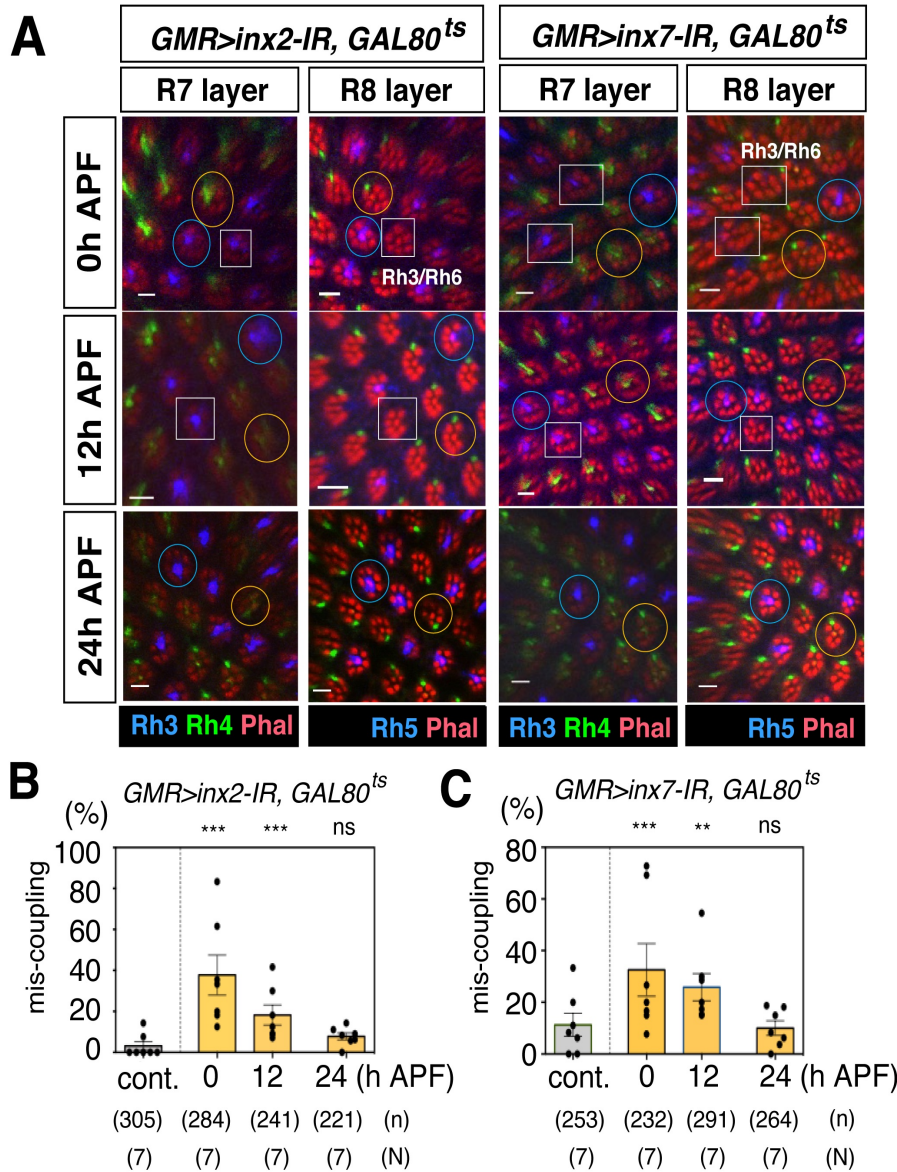 A
GMR>inx2-IR, GAL80ts GMR>inx7-IR, GAL80ts
R7 layer R8 layer R7 layer R8 layer
0h APF
Rh3/Rh6
Rh3/Rh6
12h APF
24h APF
Rh3 Rh4 Phal Rh5 Phal Rh3 Rh4 Phal Rh5 Phal
B
GMR>inx2-IR, GAL80ts
(%)
*** *** ns
mis-coupling
100
80
60
40
20
0
cont. 0 12 24 (h APF)
(305) (284) (241) (221) (n)
(7) (7) (7) (7) (N)
C
GMR>inx7-IR, GAL80ts
(%)
*** ** ns
mis-coupling
80
60
40
20
0
cont. 0 12 24 (h APF)
(253) (232) (291) (264) (n)
(7) (7) (7) (7) (N)